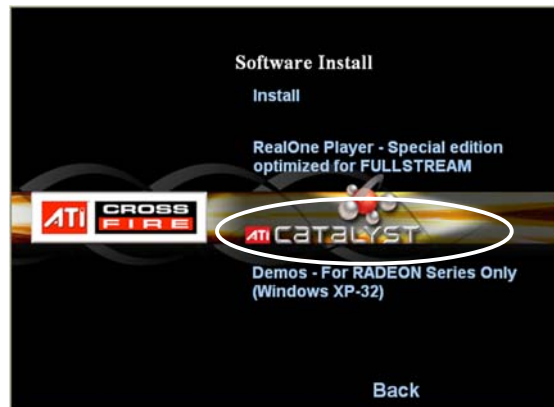 Software Install
Install
RealOne Player - Special edition
optimized for FULLSTREAM
ATI CROSS
FIRE
ATI CATALYST
Demos - For RADEON Series Only
(Windows XP-32)
Back